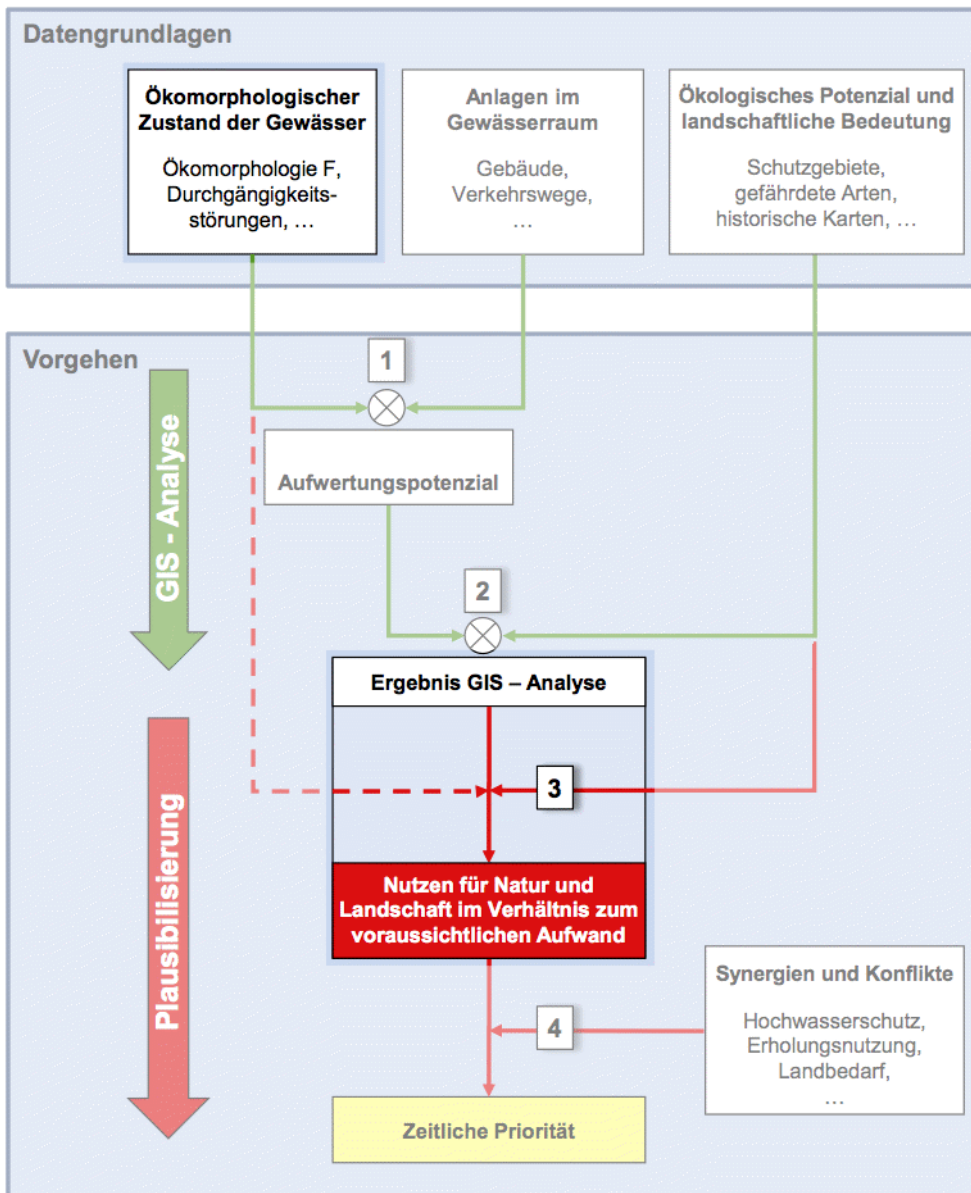 Datengrundlagen
Ökomorphologischer
Zustand der Gewässer
Ökomorphologie F,
Durchgängigkeits-
störungen, …
Anlagen im
Gewässerraum
Gebäude,
Verkehrswege,
…
Ökologisches Potenzial und
landschaftliche Bedeutung
Schutzgebiete,
gefährdete Arten,
historische Karten, …
Vorgehen
GIS - Analyse
1
Aufwertungspotenzial
2
Ergebnis GIS – Analyse
3
Plausibilisierung
Nutzen für Natur und
Landschaft im Verhältnis zum
voraussichtlichen Aufwand
4
Synergien und Konflikte
Hochwasserschutz,
Erholungsnutzung,
Landbedarf,
…
Zeitliche Priorität